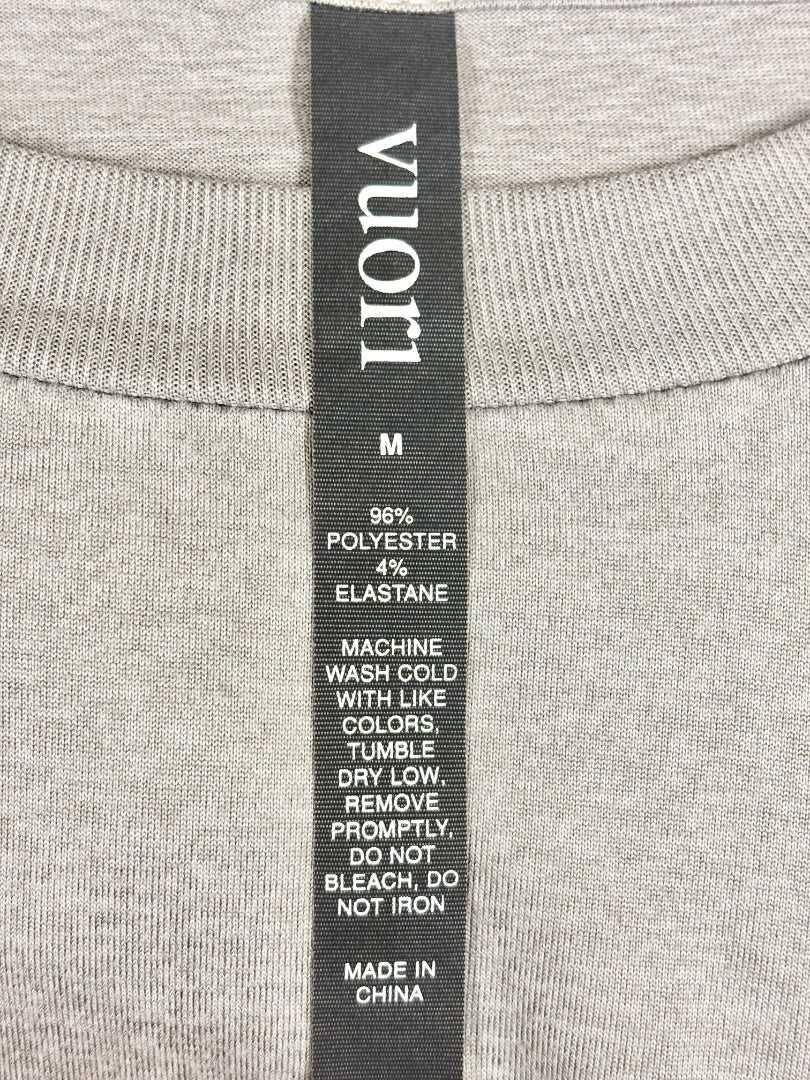 vuori
M
96%
POLYESTER
4%
ELASTANE
MACHINE
WASH COLD
WITH LIKE
COLORS,
TUMBLE
DRY LOW,
REMOVE
PROMPTLY,
DO NOT
BLEACH, DO
NOT IRON
MADE IN
CHINA